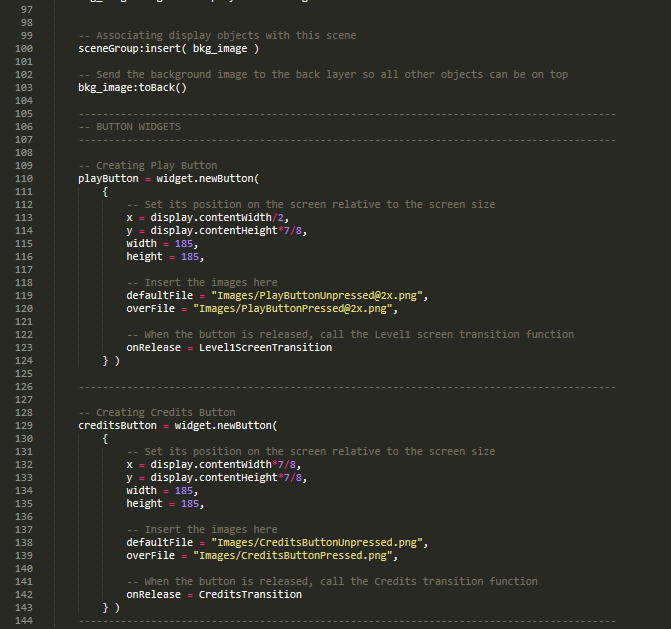 97
98
99 -- Associating display objects with this scene
100 sceneGroup:insert( bkg_image )
101
102 -- Send the background image to the back layer so all other objects can be on top
103 bkg_image:toBack()
104
105 -----------------------------------------------------------------------------------------
106 -- BUTTON WIDGETS
107 -----------------------------------------------------------------------------------------
108
109 -- Creating Play Button
110 playButton = widget.newButton(
111 {
112 -- Set its position on the screen relative to the screen size
113 x = display.contentWidth/2,
114 y = display.contentHeight*7/8,
115 width = 185,
116 height = 185,
117
118 -- Insert the images here
119 defaultFile = "Images/PlayButtonUnpressed@2x.png",
120 overFile = "Images/PlayButtonPressed@2x.png",
121
122 -- When the button is released, call the Level1 screen transition function
123 onRelease = Level1ScreenTransition
124 } )
125
126 -----------------------------------------------------------------------------------------
127
128 -- Creating Credits Button
129 creditsButton = widget.newButton(
130 {
131 -- Set its position on the screen relative to the screen size
132 x = display.contentWidth*7/8,
133 y = display.contentHeight*7/8,
134 width = 185,
135 height = 185,
136
137 -- Insert the images here
138 defaultFile = "Images/CreditsButtonUnpressed.png",
139 overFile = "Images/CreditsButtonPressed.png",
140
141 -- When the button is released, call the Credits transition function
142 onRelease = CreditsTransition
143 } )
144 -----------------------------------------------------------------------------------------